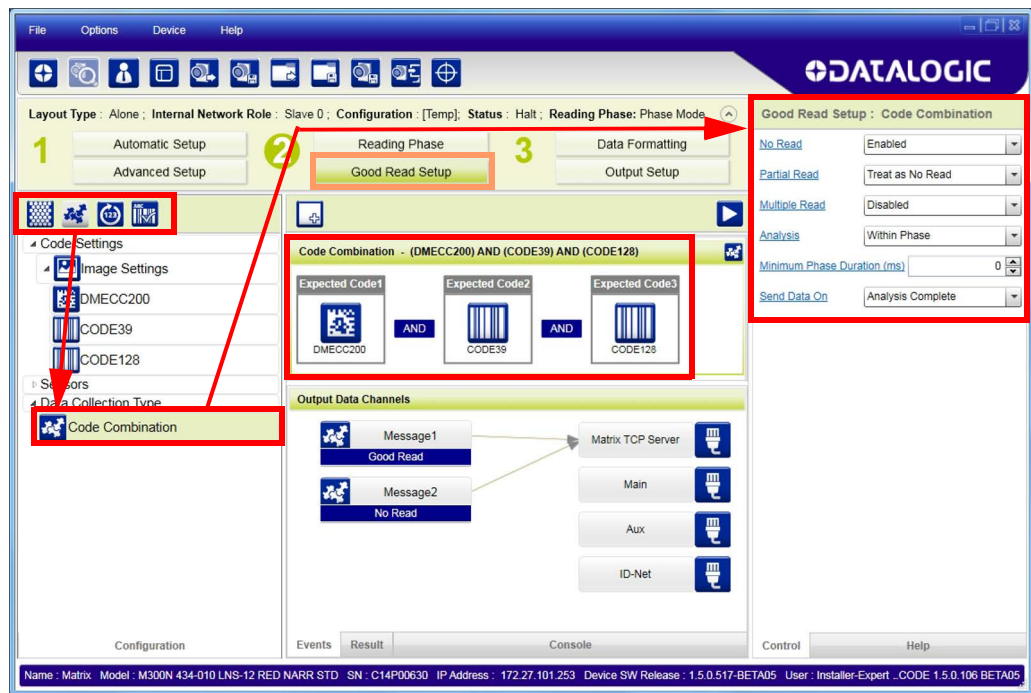 File Options Device Help
DATALOGIC
Layout Type : Alone ; Internal Network Role : Slave 0 ; Configuration : [Temp]; Status : Halt ; Reading Phase: Phase Mode
1 Automatic Setup
Advanced Setup
2 Reading Phase
Good Read Setup
3 Data Formatting
Output Setup
123
ABC
Code Settings
Image Settings
DMECC200
CODE39
CODE128
Sensors
Data Collection Type
Code Combination
Configuration
Code Combination - (DMECC200) AND (CODE39) AND (CODE128)
Expected Code1 Expected Code2 Expected Code3
AND AND
DMECC200 CODE39 CODE128
Output Data Channels
Message1
Good Read
Message2
No Read
Matrix TCP Server
Main
Aux
ID-Net
Events Result Console
Good Read Setup : Code Combination
No Read Enabled
Partial Read Treat as No Read
Multiple Read Disabled
Analysis Within Phase
Minimum Phase Duration (ms) 0
Send Data On Analysis Complete
Control Help
Name : Matrix Model : M300N 434-010 LNS-12 RED NARR STD SN : C14P00630 IP Address : 172.27.101.253 Device SW Release : 1.5.0.517-BETA05 User : Installer-Expert _CODE 1.5.0.106 BETA05